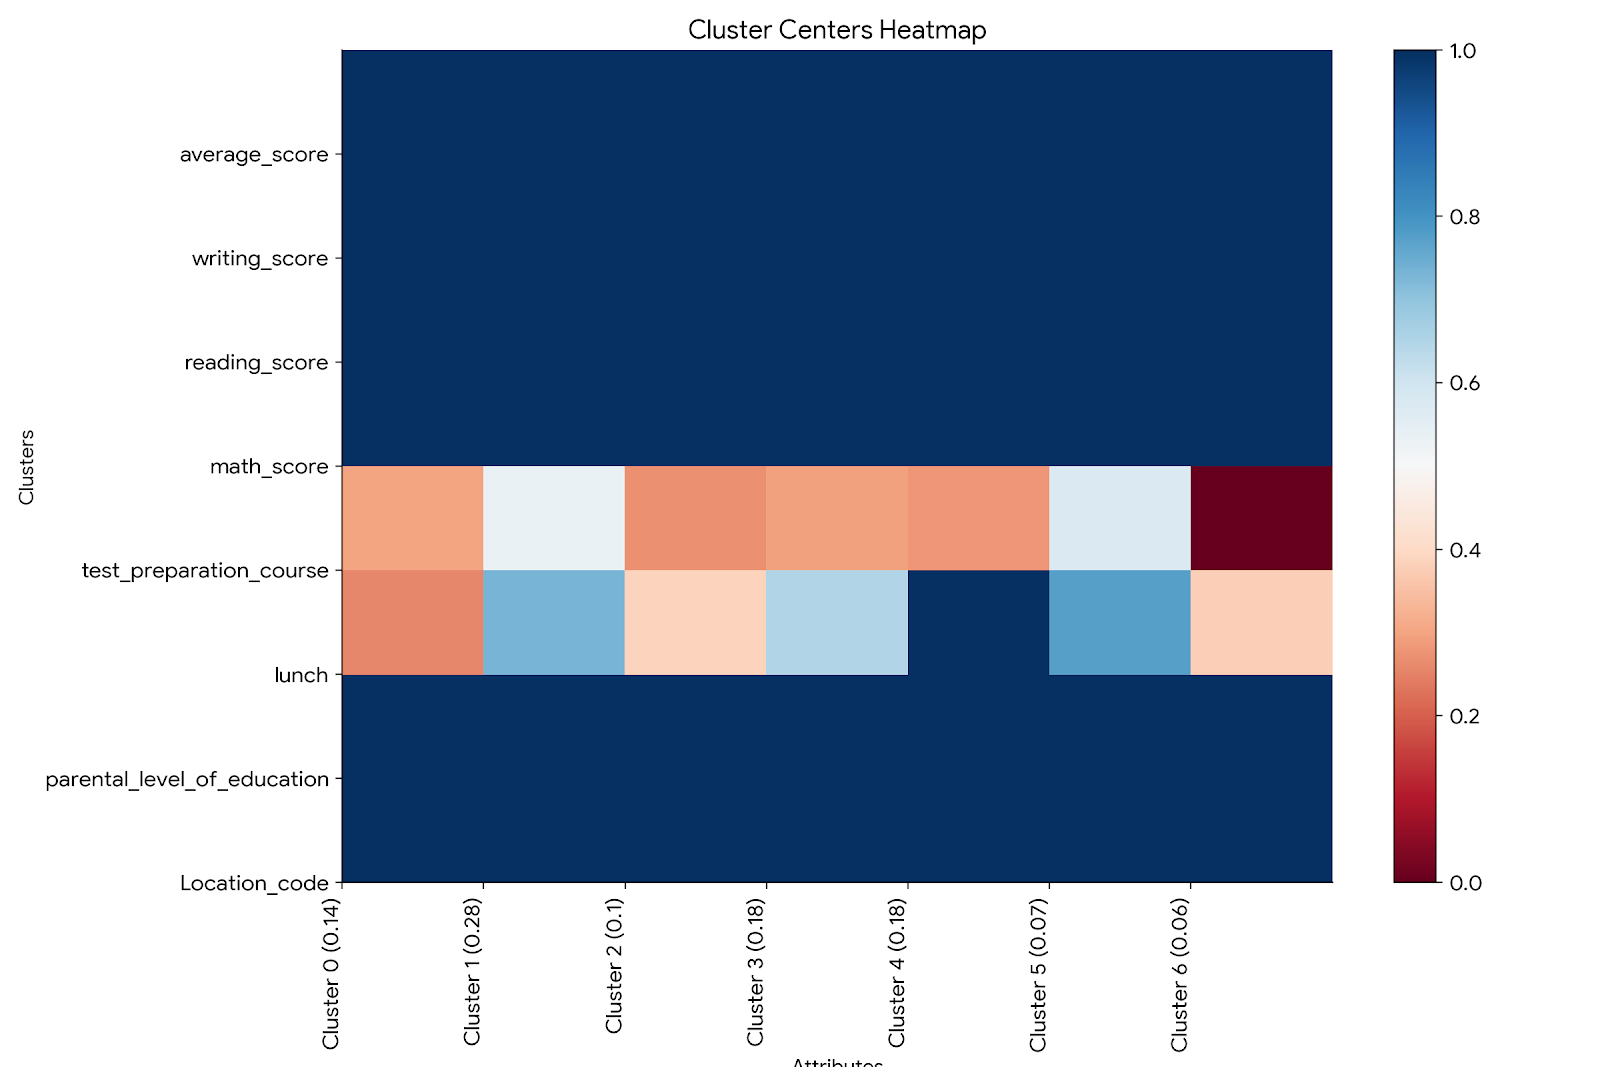 Cluster Centers Heatmap
Clusters
average_score
writing_score
reading_score
math_score
test_preparation_course
lunch
parental_level_of_education
Location_code
Cluster 0 (0.14)
Cluster 1 (0.28)
Cluster 2 (0.1)
Cluster 3 (0.18)
Cluster 4 (0.18)
Cluster 5 (0.07)
Cluster 6 (0.06)
Attributes
1.0
0.8
0.6
0.4
0.2
0.0